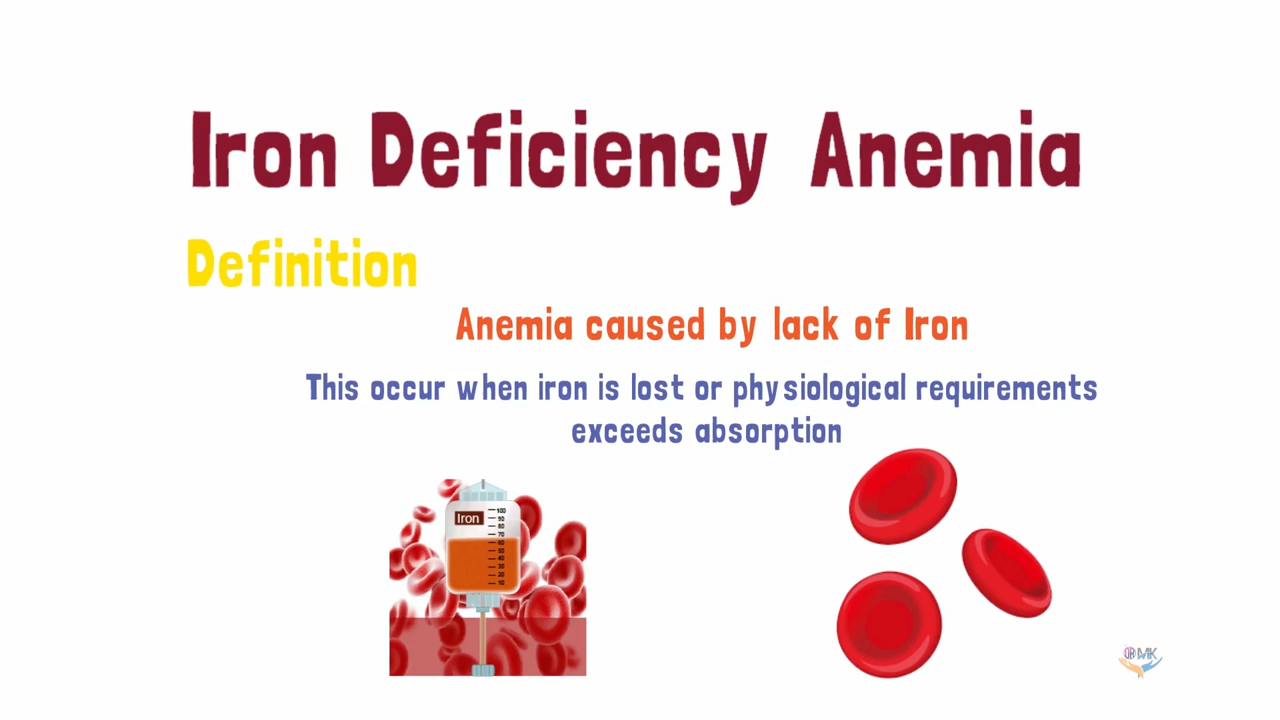 Iron Deficiency Anemia
Definition
Anemia caused by lack of Iron
This occur when iron is lost or physiological requirements
exceeds absorption
Iron
100
90
80
70
60
50
40
30
20
10
MK